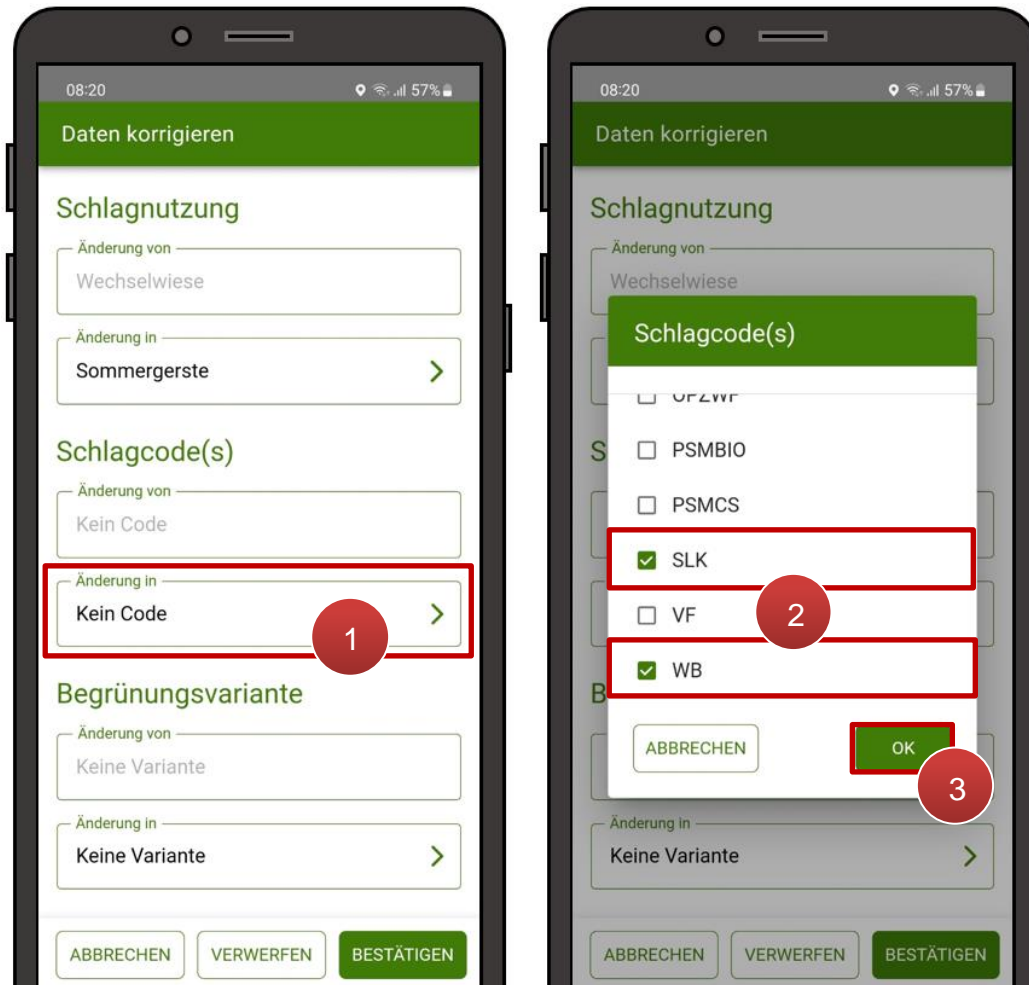 08:20
57%
Daten korrigieren
Schlagnutzung
Änderung von
Wechselwiese
Änderung in
Sommergerste
Schlagcode(s)
Änderung von
Kein Code
Änderung in
Kein Code
1
Begrünungsvariante
Änderung von
Keine Variante
Änderung in
Keine Variante
ABBRECHEN
VERWERFEN
BESTÄTIGEN
08:20
57%
Daten korrigieren
Schlagnutzung
Änderung von
Wechselwiese
Schlagcode(s)
OPZWF
S
PSMBIO
PSMCS
SLK
2
VF
WB
B
ABBRECHEN
OK
3
Änderung in
Keine Variante
ABBRECHEN
VERWERFEN
BESTÄTIGEN